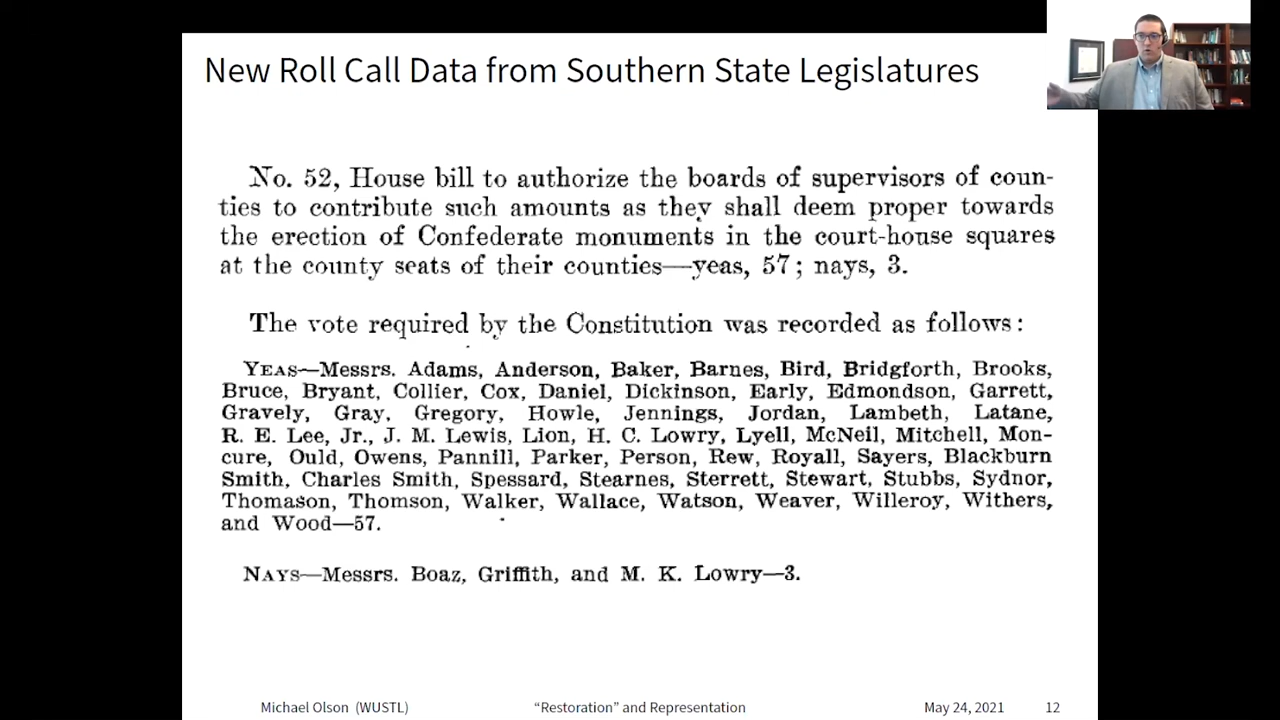 New Roll Call Data from Southern State Legislatures
No. 52, House bill to authorize the boards of supervisors of coun-
ties to contribute such amounts as they shall deem proper towards
the erection of Confederate monuments in the court-house squares
at the county seats of their counties—yeas, 57; nays, 3.
The vote required by the Constitution was recorded as follows:
YEAS—Messrs. Adams, Anderson, Baker, Barnes, Bird, Bridgforth, Brooks,
Bruce, Bryant, Collier, Cox, Daniel, Dickinson, Early, Edmondson, Garrett,
Gravely, Gray, Gregory, Howle, Jennings, Jordan, Lambeth, Latane,
R. E. Lee, Jr., J. M. Lewis, Lion, H. C. Lowry, Lyell, McNeil, Mitchell, Mon-
cure, Ould, Owens, Pannill, Parker, Person, Rew, Royall, Sayers, Blackburn
Smith, Charles Smith, Spessard, Stearnes, Sterrett, Stewart, Stubbs, Sydnor,
Thomason, Thomson, Walker, Wallace, Watson, Weaver, Willeroy, Withers,
and Wood—57.
NAYS—Messrs. Boaz, Griffith, and M. K. Lowry—3.
Michael Olson (WUSTL)
“Restoration” and Representation
May 24, 2021
12